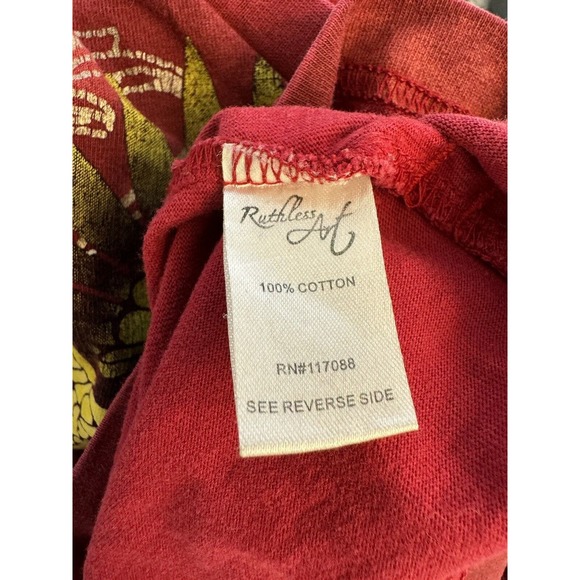 Ruthless
Art
100% COTTON
RN#117088
SEE REVERSE SIDE